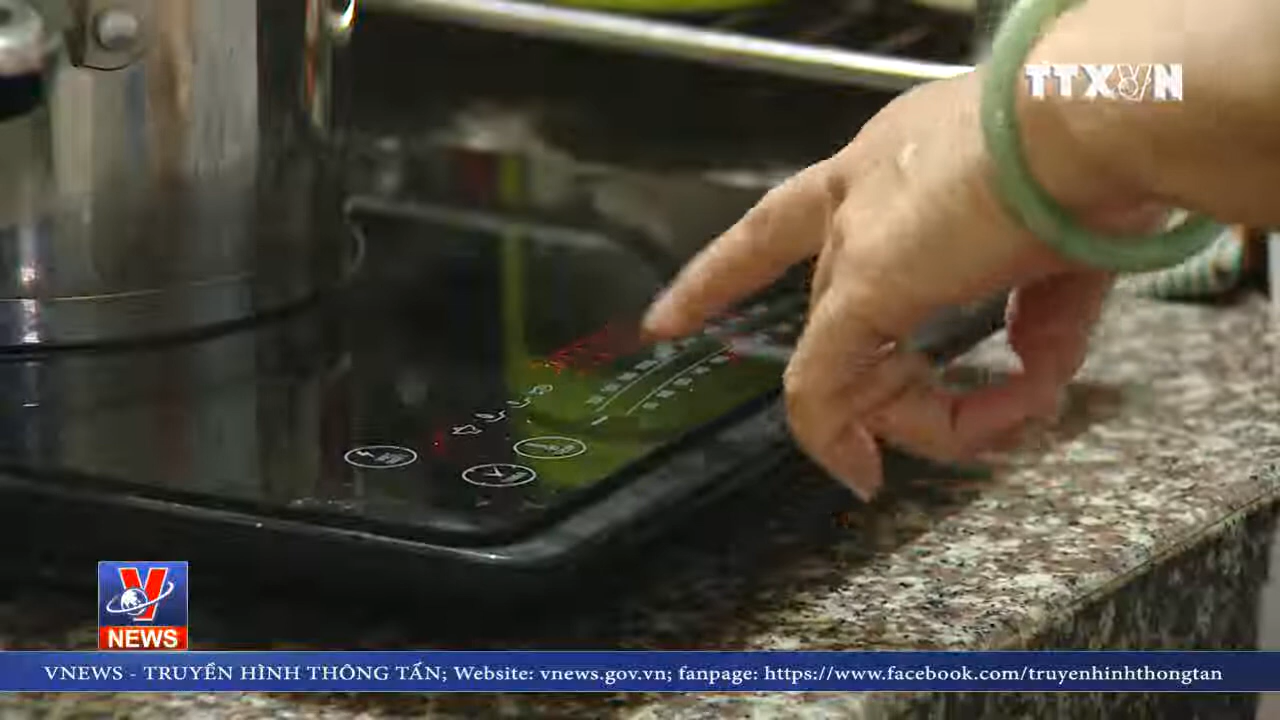 TTXVN
V
NEWS
VNEWS - TRUYỀN HÌNH THÔNG TẤN; Website: vnews.gov.vn; fanpage: https://www.facebook.com/truyenhinhthongtan